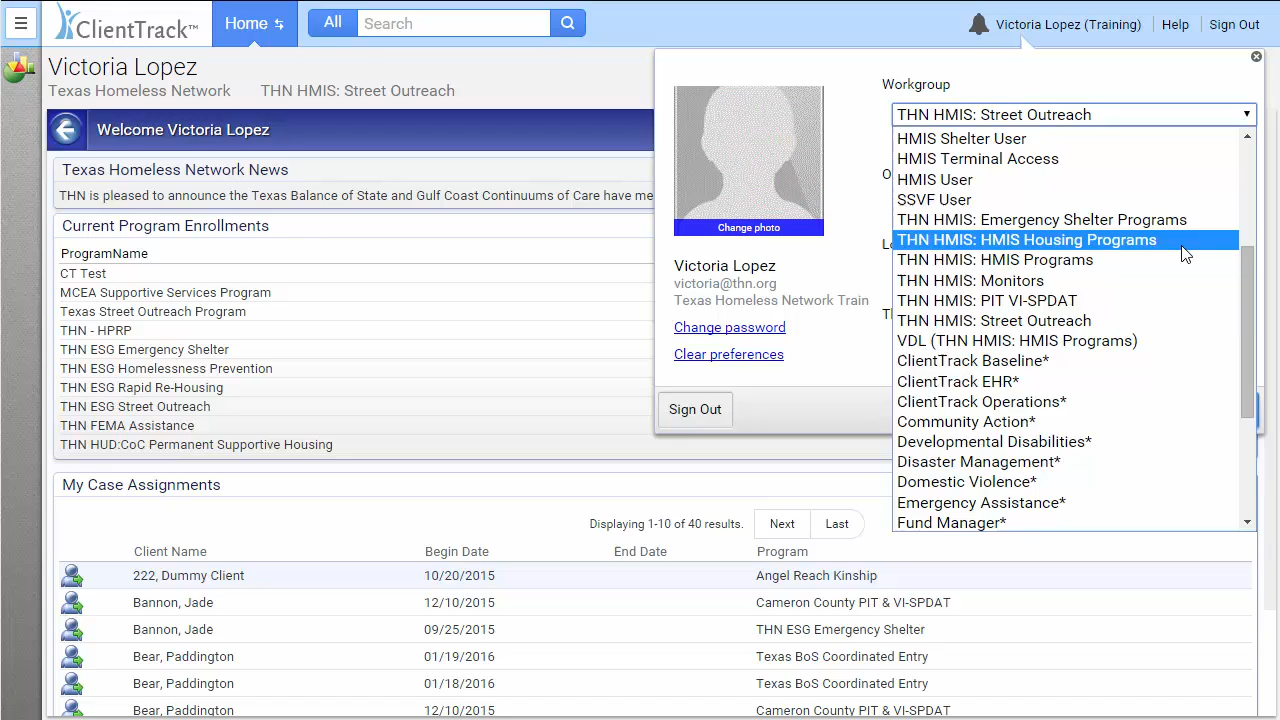 ClientTrack™
Home
All
Search
Victoria Lopez (Training)
Help
Sign Out
Victoria Lopez
Texas Homeless Network
THN HMIS: Street Outreach
Welcome Victoria Lopez
Texas Homeless Network News
THN is pleased to announce the Texas Balance of State and Gulf Coast Continuums of Care have me
Current Program Enrollments
ProgramName
CT Test
MCEA Supportive Services Program
Texas Street Outreach Program
THN - HPRP
THN ESG Emergency Shelter
THN ESG Homelessness Prevention
THN ESG Rapid Re-Housing
THN ESG Street Outreach
THN FEMA Assistance
THN HUD:CoC Permanent Supportive Housing
Change photo
Victoria Lopez
victoria@thn.org
Texas Homeless Network Train
Change password
Clear preferences
Sign Out
Workgroup
THN HMIS: Street Outreach
HMIS Shelter User
HMIS Terminal Access
HMIS User
SSVF User
THN HMIS: Emergency Shelter Programs
THN HMIS: HMIS Housing Programs
THN HMIS: HMIS Programs
THN HMIS: Monitors
THN HMIS: PIT VI-SPDAT
THN HMIS: Street Outreach
VDL (THN HMIS: HMIS Programs)
ClientTrack Baseline*
ClientTrack EHR*
ClientTrack Operations*
Community Action*
Developmental Disabilities*
Disaster Management*
Domestic Violence*
Emergency Assistance*
Fund Manager*
My Case Assignments
Displaying 1-10 of 40 results.
Next
Last
Client Name Begin Date End Date Program
222, Dummy Client 10/20/2015 Angel Reach Kinship
Bannon, Jade 12/10/2015 Cameron County PIT & VI-SPDAT
Bannon, Jade 09/25/2015 THN ESG Emergency Shelter
Bear, Paddington 01/19/2016 Texas BoS Coordinated Entry
Bear, Paddington 01/18/2016 Texas BoS Coordinated Entry
Bear, Paddington 12/10/2015 Cameron County PIT & VI-SPDAT